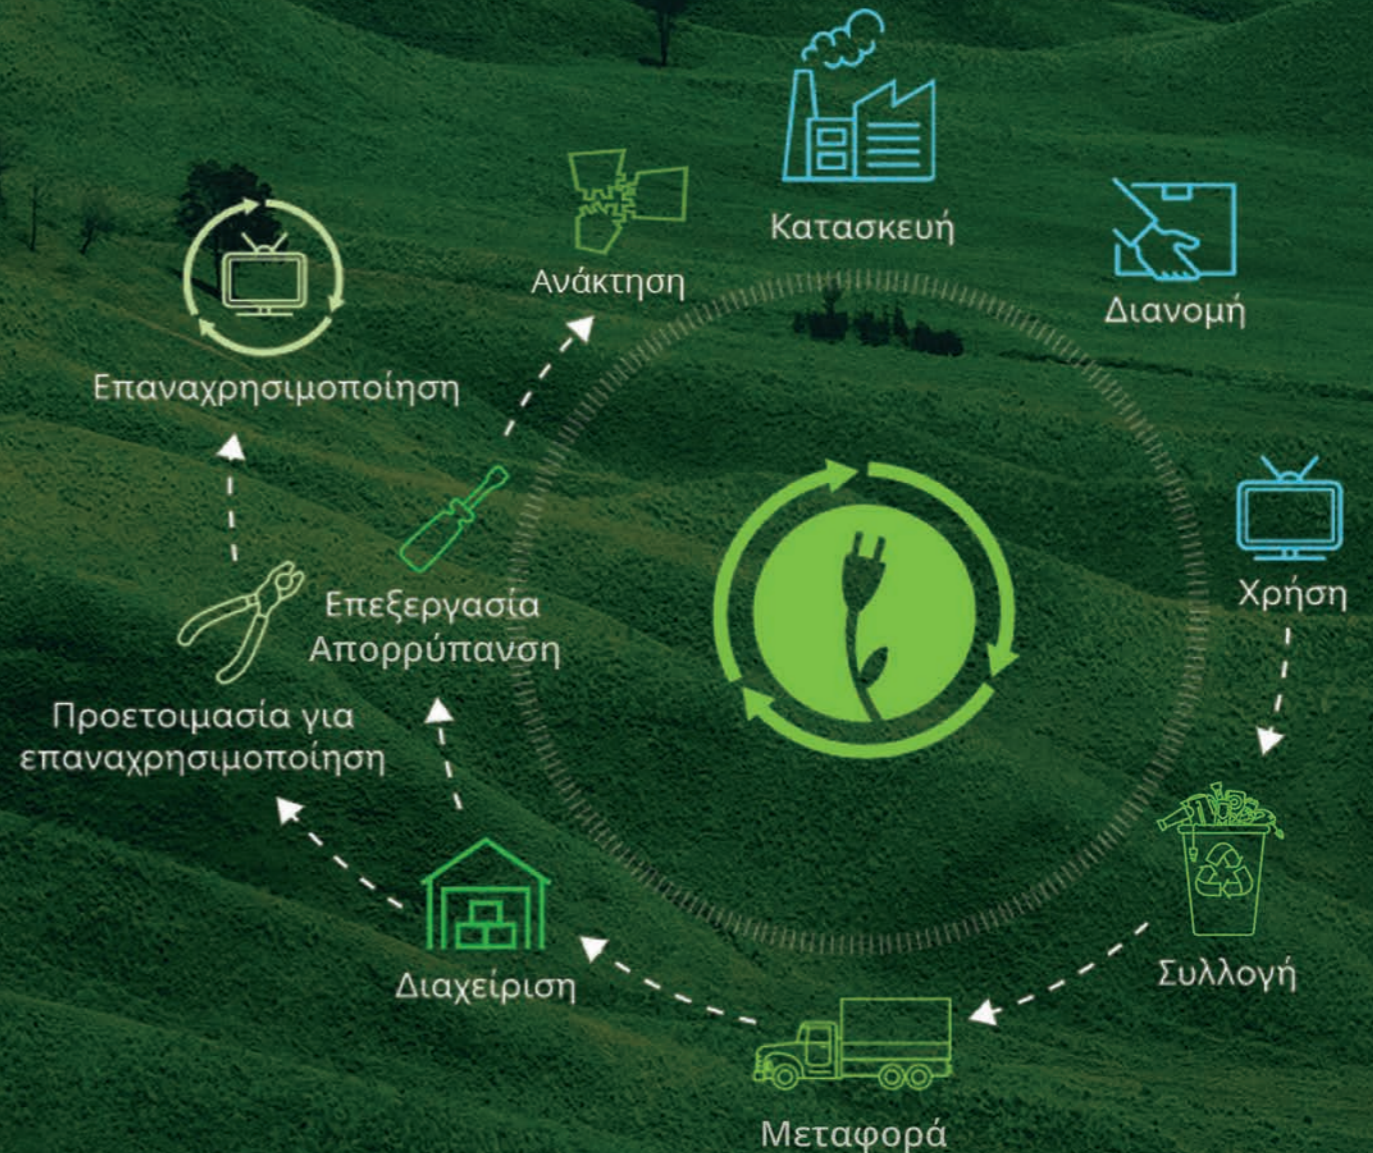 Κατασκευή
Διανομή
Χρήση
Συλλογή
Μεταφορά
Διαχείριση
Επεξεργασία
Απορρύπανση
Ανάκτηση
Προετοιμασία για
επαναχρησιμοποίηση
Επαναχρησιμοποίηση